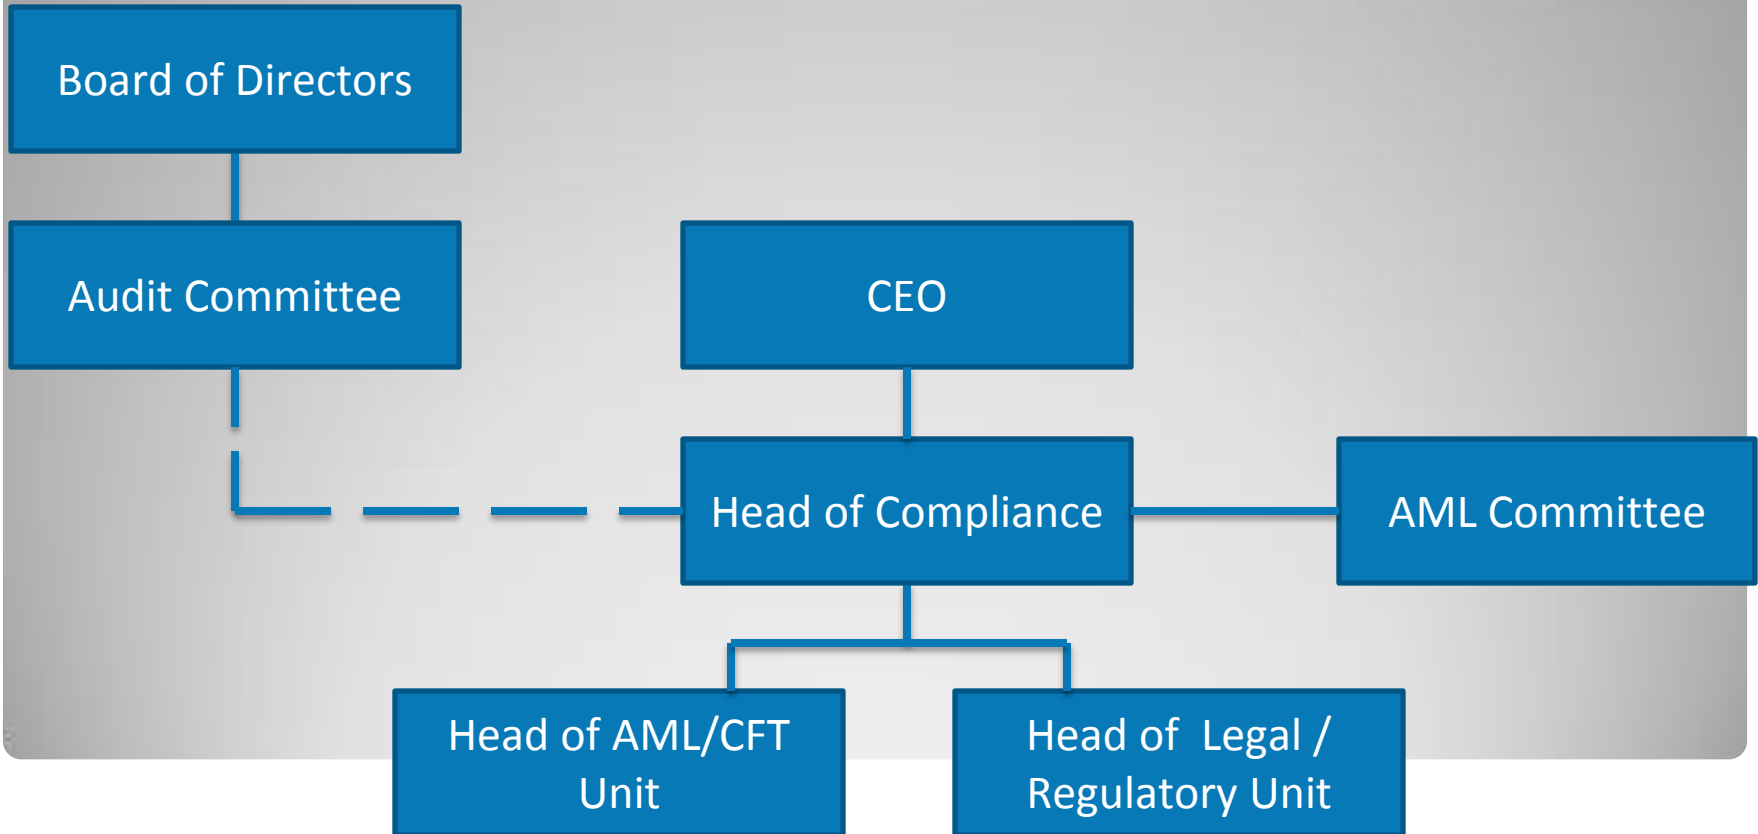 Board of Directors
Audit Committee
CEO
Head of Compliance
AML Committee
Head of AML/CFT
Unit
Head of  Legal /
Regulatory Unit